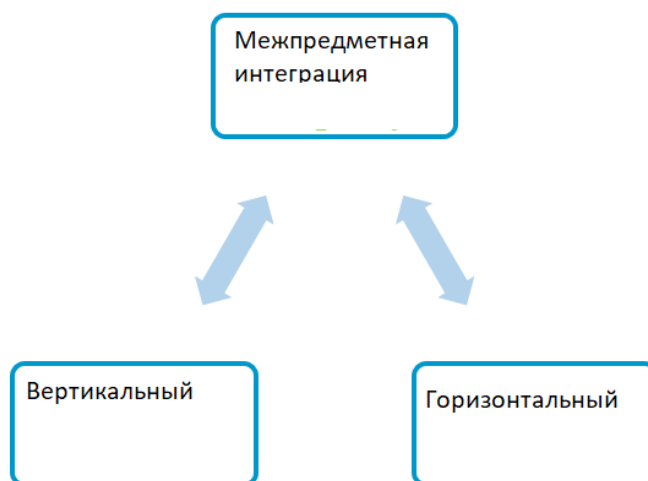 Межпредметная
интеграция
Вертикальный
Горизонтальный